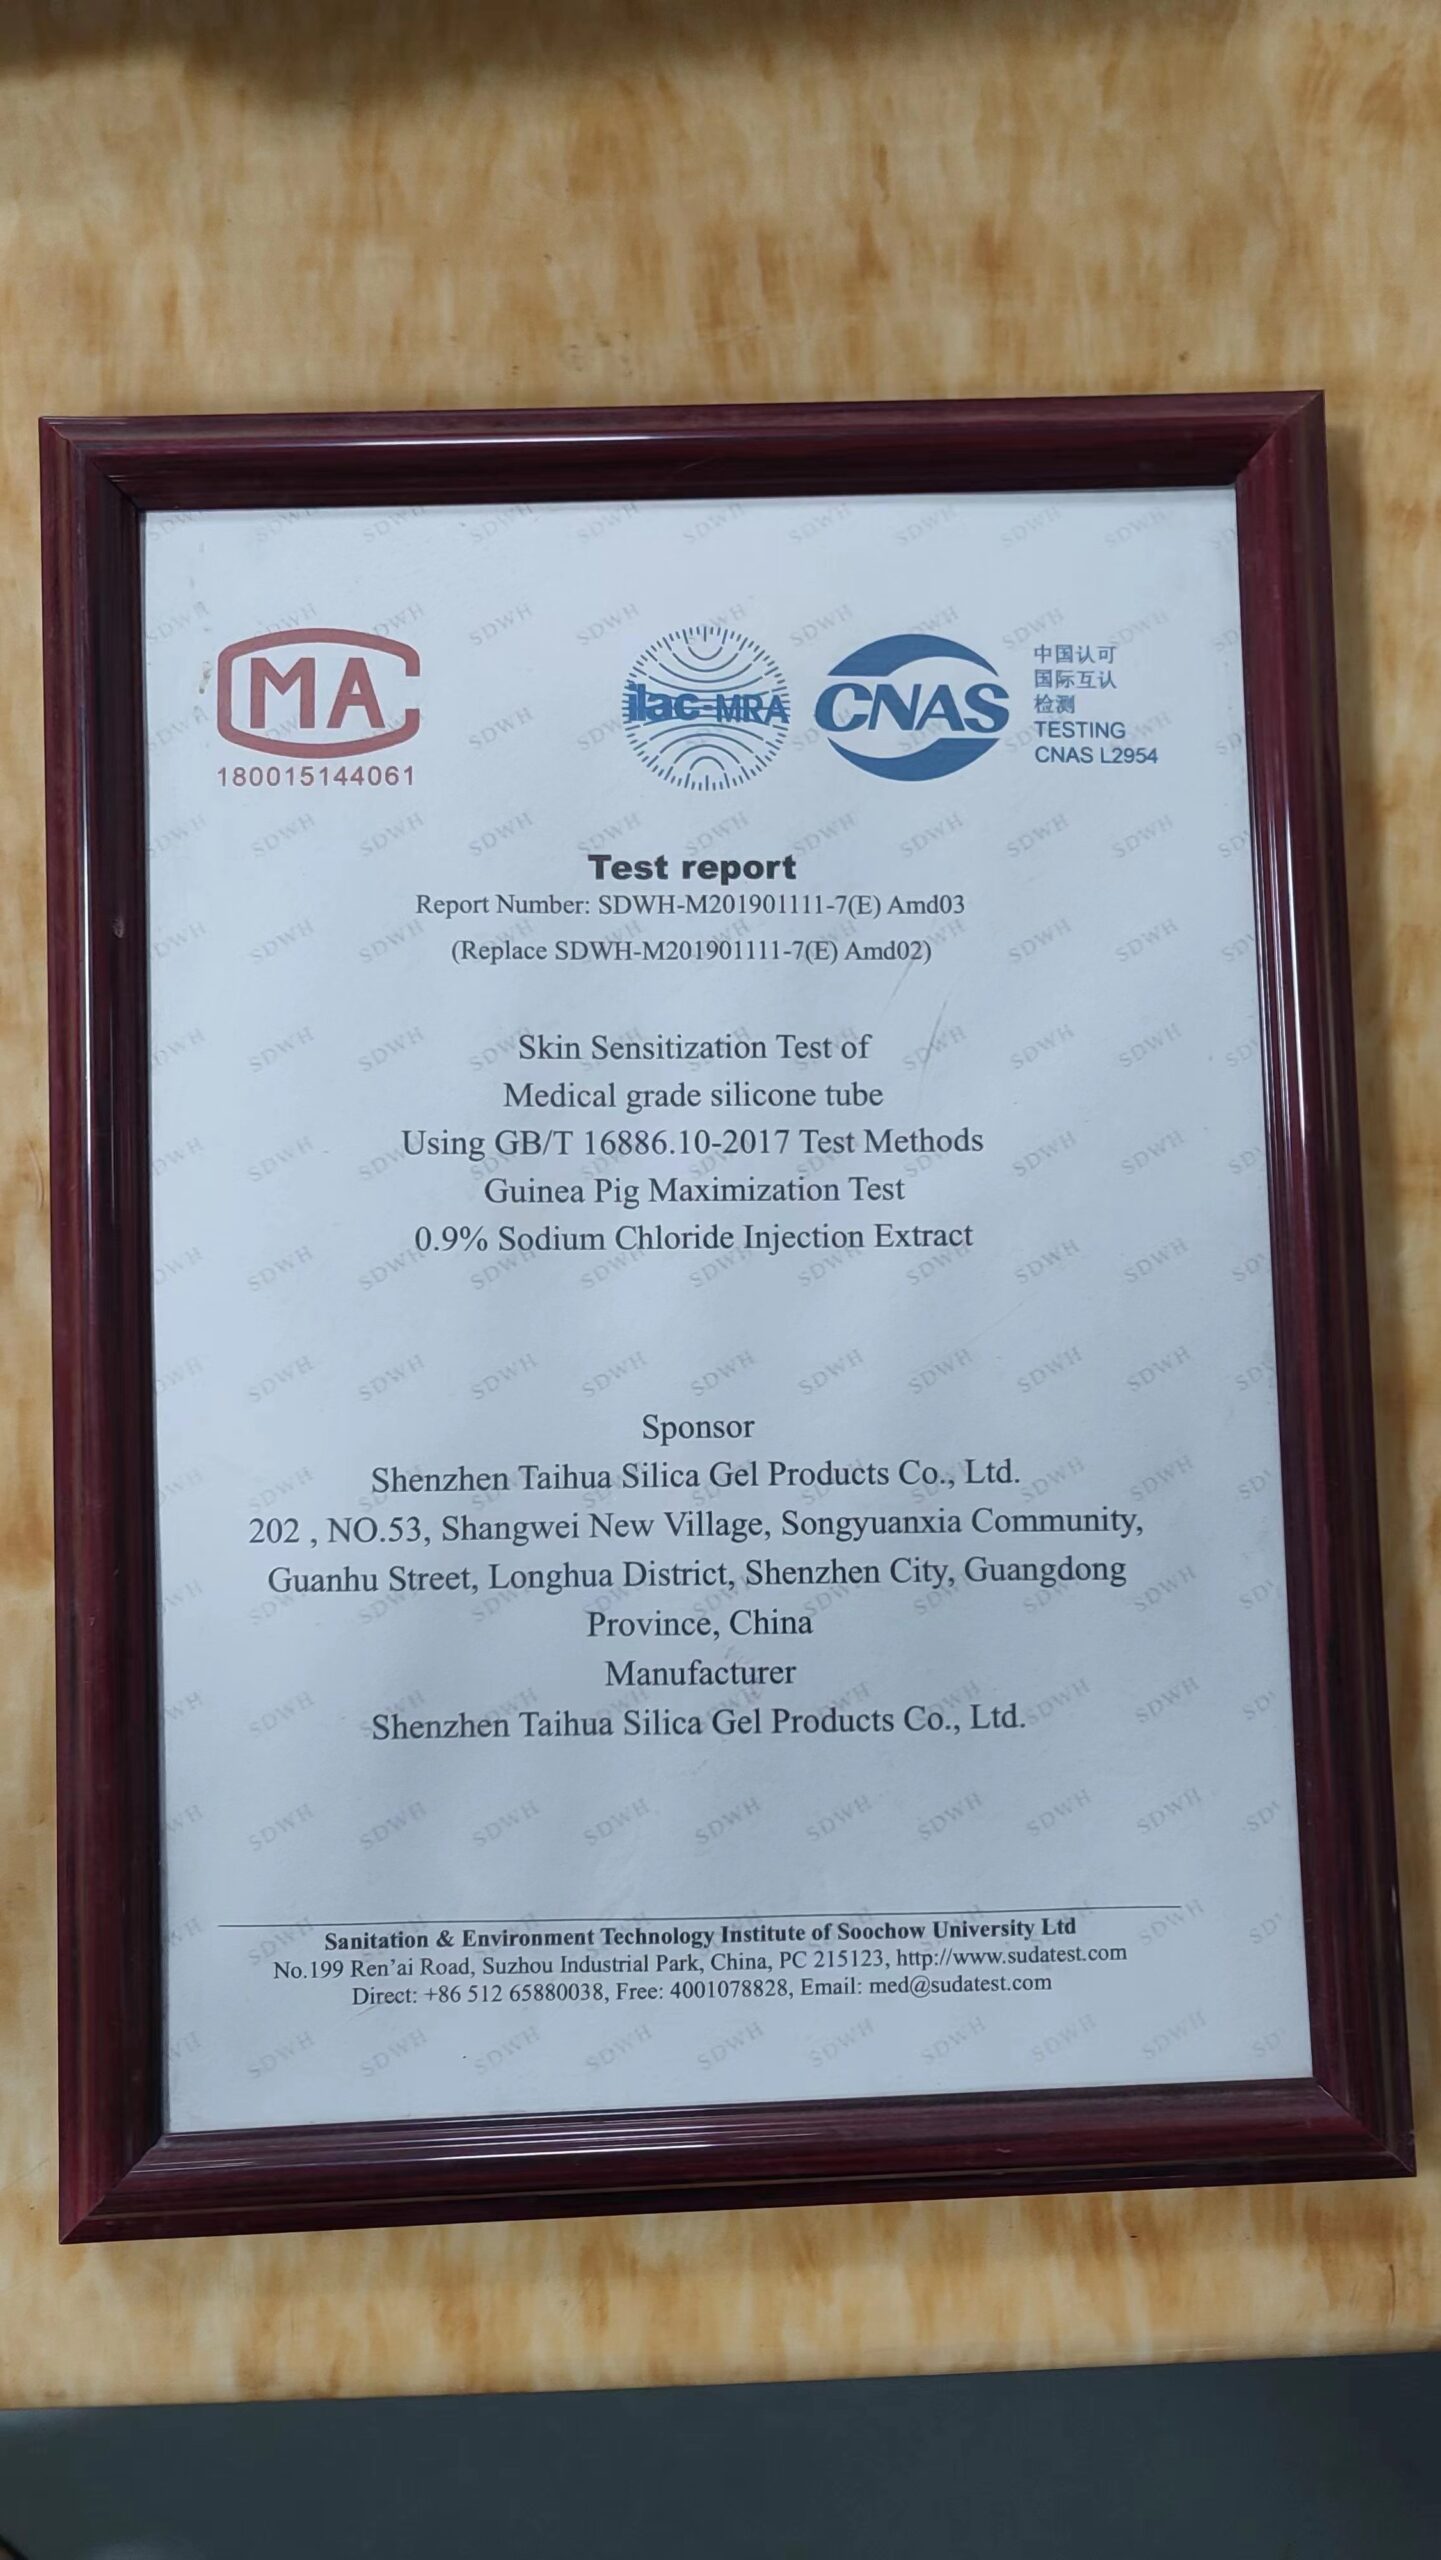 MA
180015144061
ilac-MRA
CNAS
中国认可
国际互认
检测
TESTING
CNAS L2954
Test report
Report Number: SDWH-M201901111-7(E) Amd03
(Replace SDWH-M201901111-7(E) Amd02)
Skin Sensitization Test of
Medical grade silicone tube
Using GB/T 16886.10-2017 Test Methods
Guinea Pig Maximization Test
0.9% Sodium Chloride Injection Extract
Sponsor
Shenzhen Taihua Silica Gel Products Co., Ltd.
202 , NO.53, Shangwei New Village, Songyuanxia Community,
Guanhu Street, Longhua District, Shenzhen City, Guangdong
Province, China
Manufacturer
Shenzhen Taihua Silica Gel Products Co., Ltd.
Sanitation & Environment Technology Institute of Soochow University Ltd
No.199 Ren’ai Road, Suzhou Industrial Park, China, PC 215123, http://www.sudatest.com
Direct: +86 512 65880038, Free: 4001078828, Email: med@sudatest.com
SDWH